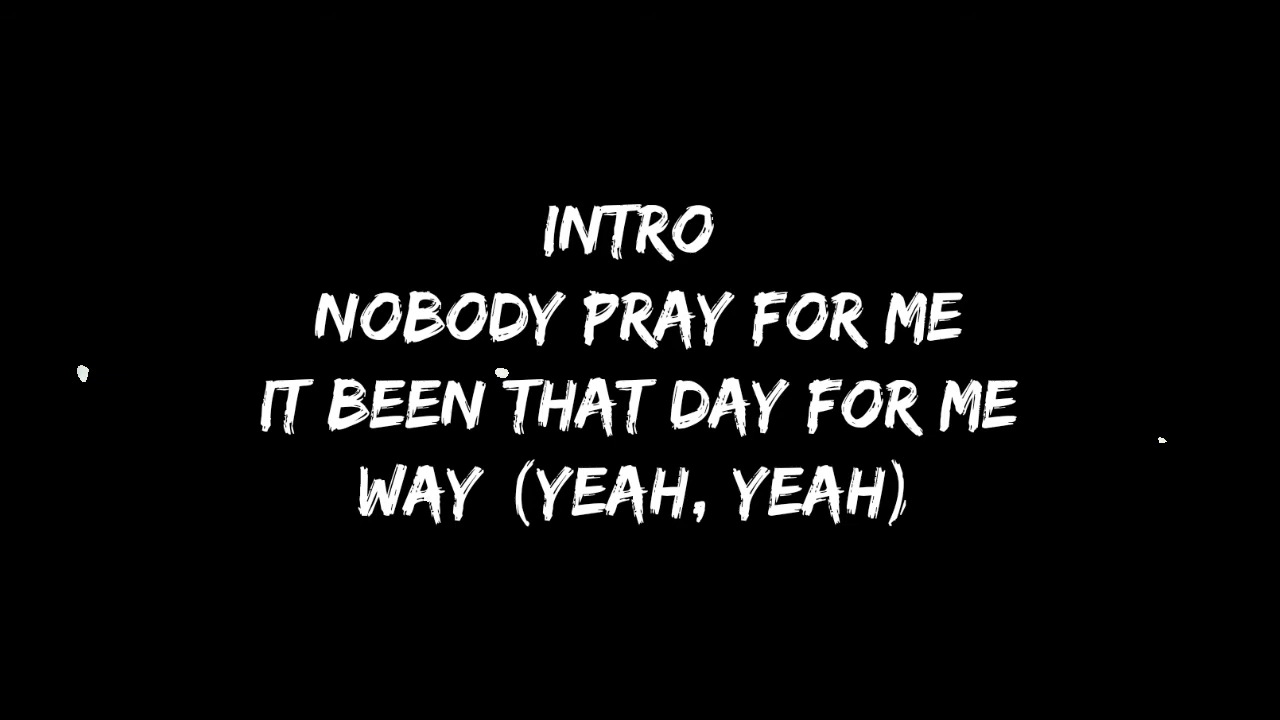 INTRO
NOBODY PRAY FOR ME
IT BEEN THAT DAY FOR ME
WAY (YEAH, YEAH)